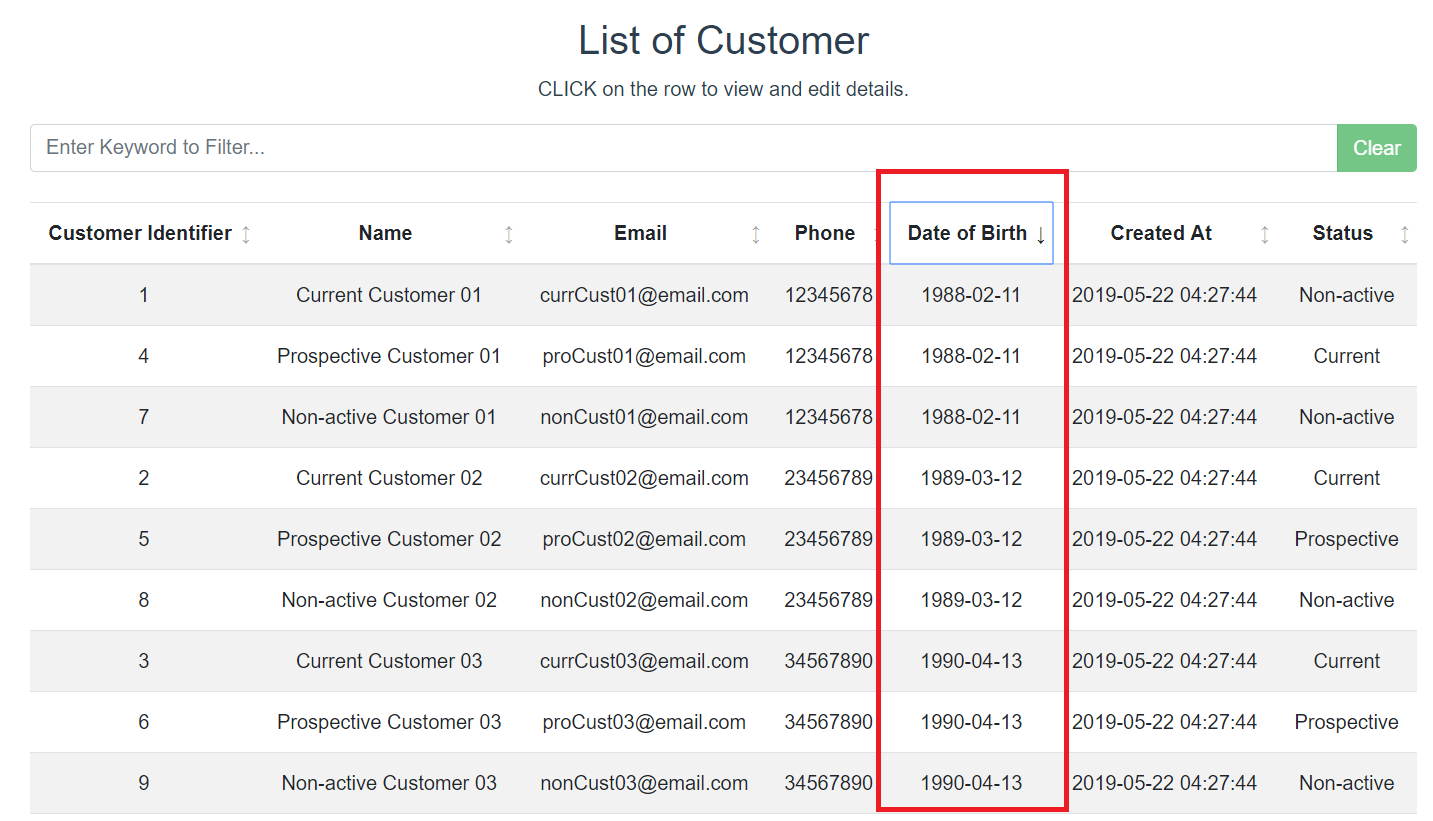 List of Customer
CLICK on the row to view and edit details.
Enter Keyword to Filter... Clear
Customer Identifier Name Email Phone Date of Birth Created At Status
1 Current Customer 01 currCust01@email.com 12345678 1988-02-11 2019-05-22 04:27:44 Non-active
4 Prospective Customer 01 proCust01@email.com 12345678 1988-02-11 2019-05-22 04:27:44 Current
7 Non-active Customer 01 nonCust01@email.com 12345678 1988-02-11 2019-05-22 04:27:44 Non-active
2 Current Customer 02 currCust02@email.com 23456789 1989-03-12 2019-05-22 04:27:44 Current
5 Prospective Customer 02 proCust02@email.com 23456789 1989-03-12 2019-05-22 04:27:44 Prospective
8 Non-active Customer 02 nonCust02@email.com 23456789 1989-03-12 2019-05-22 04:27:44 Non-active
3 Current Customer 03 currCust03@email.com 34567890 1990-04-13 2019-05-22 04:27:44 Current
6 Prospective Customer 03 proCust03@email.com 34567890 1990-04-13 2019-05-22 04:27:44 Prospective
9 Non-active Customer 03 nonCust03@email.com 34567890 1990-04-13 2019-05-22 04:27:44 Non-active